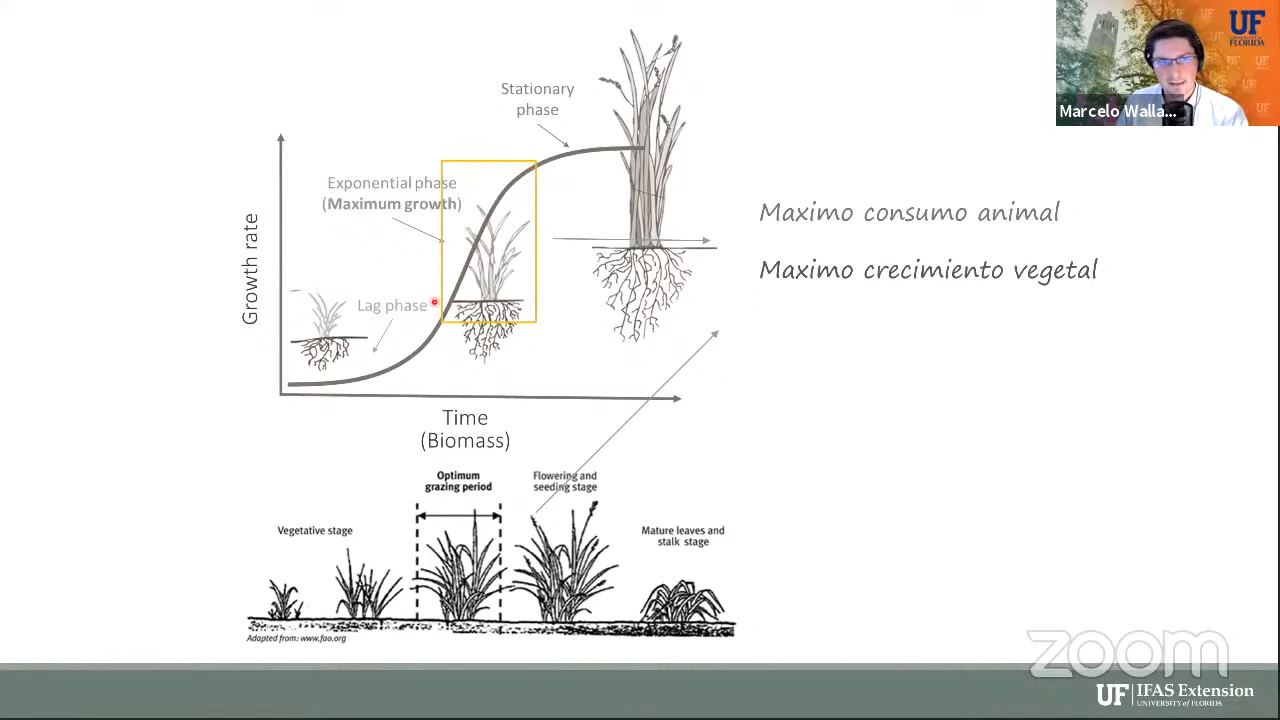 UF
UNIVERSITY of
FLORIDA
Marcelo Walla...
Stationary
phase
Exponential phase
(Maximum growth)
Growth rate
Lag phase
Maximo consumo animal
Maximo crecimiento vegetal
Time
(Biomass)
Optimum
grazing period
Flowering and
seeding stage
Vegetative stage
Mature leaves and
stalk stage
Adapted from: www.fao.org
zoom
UF IFAS Extension
UNIVERSITY of FLORIDA